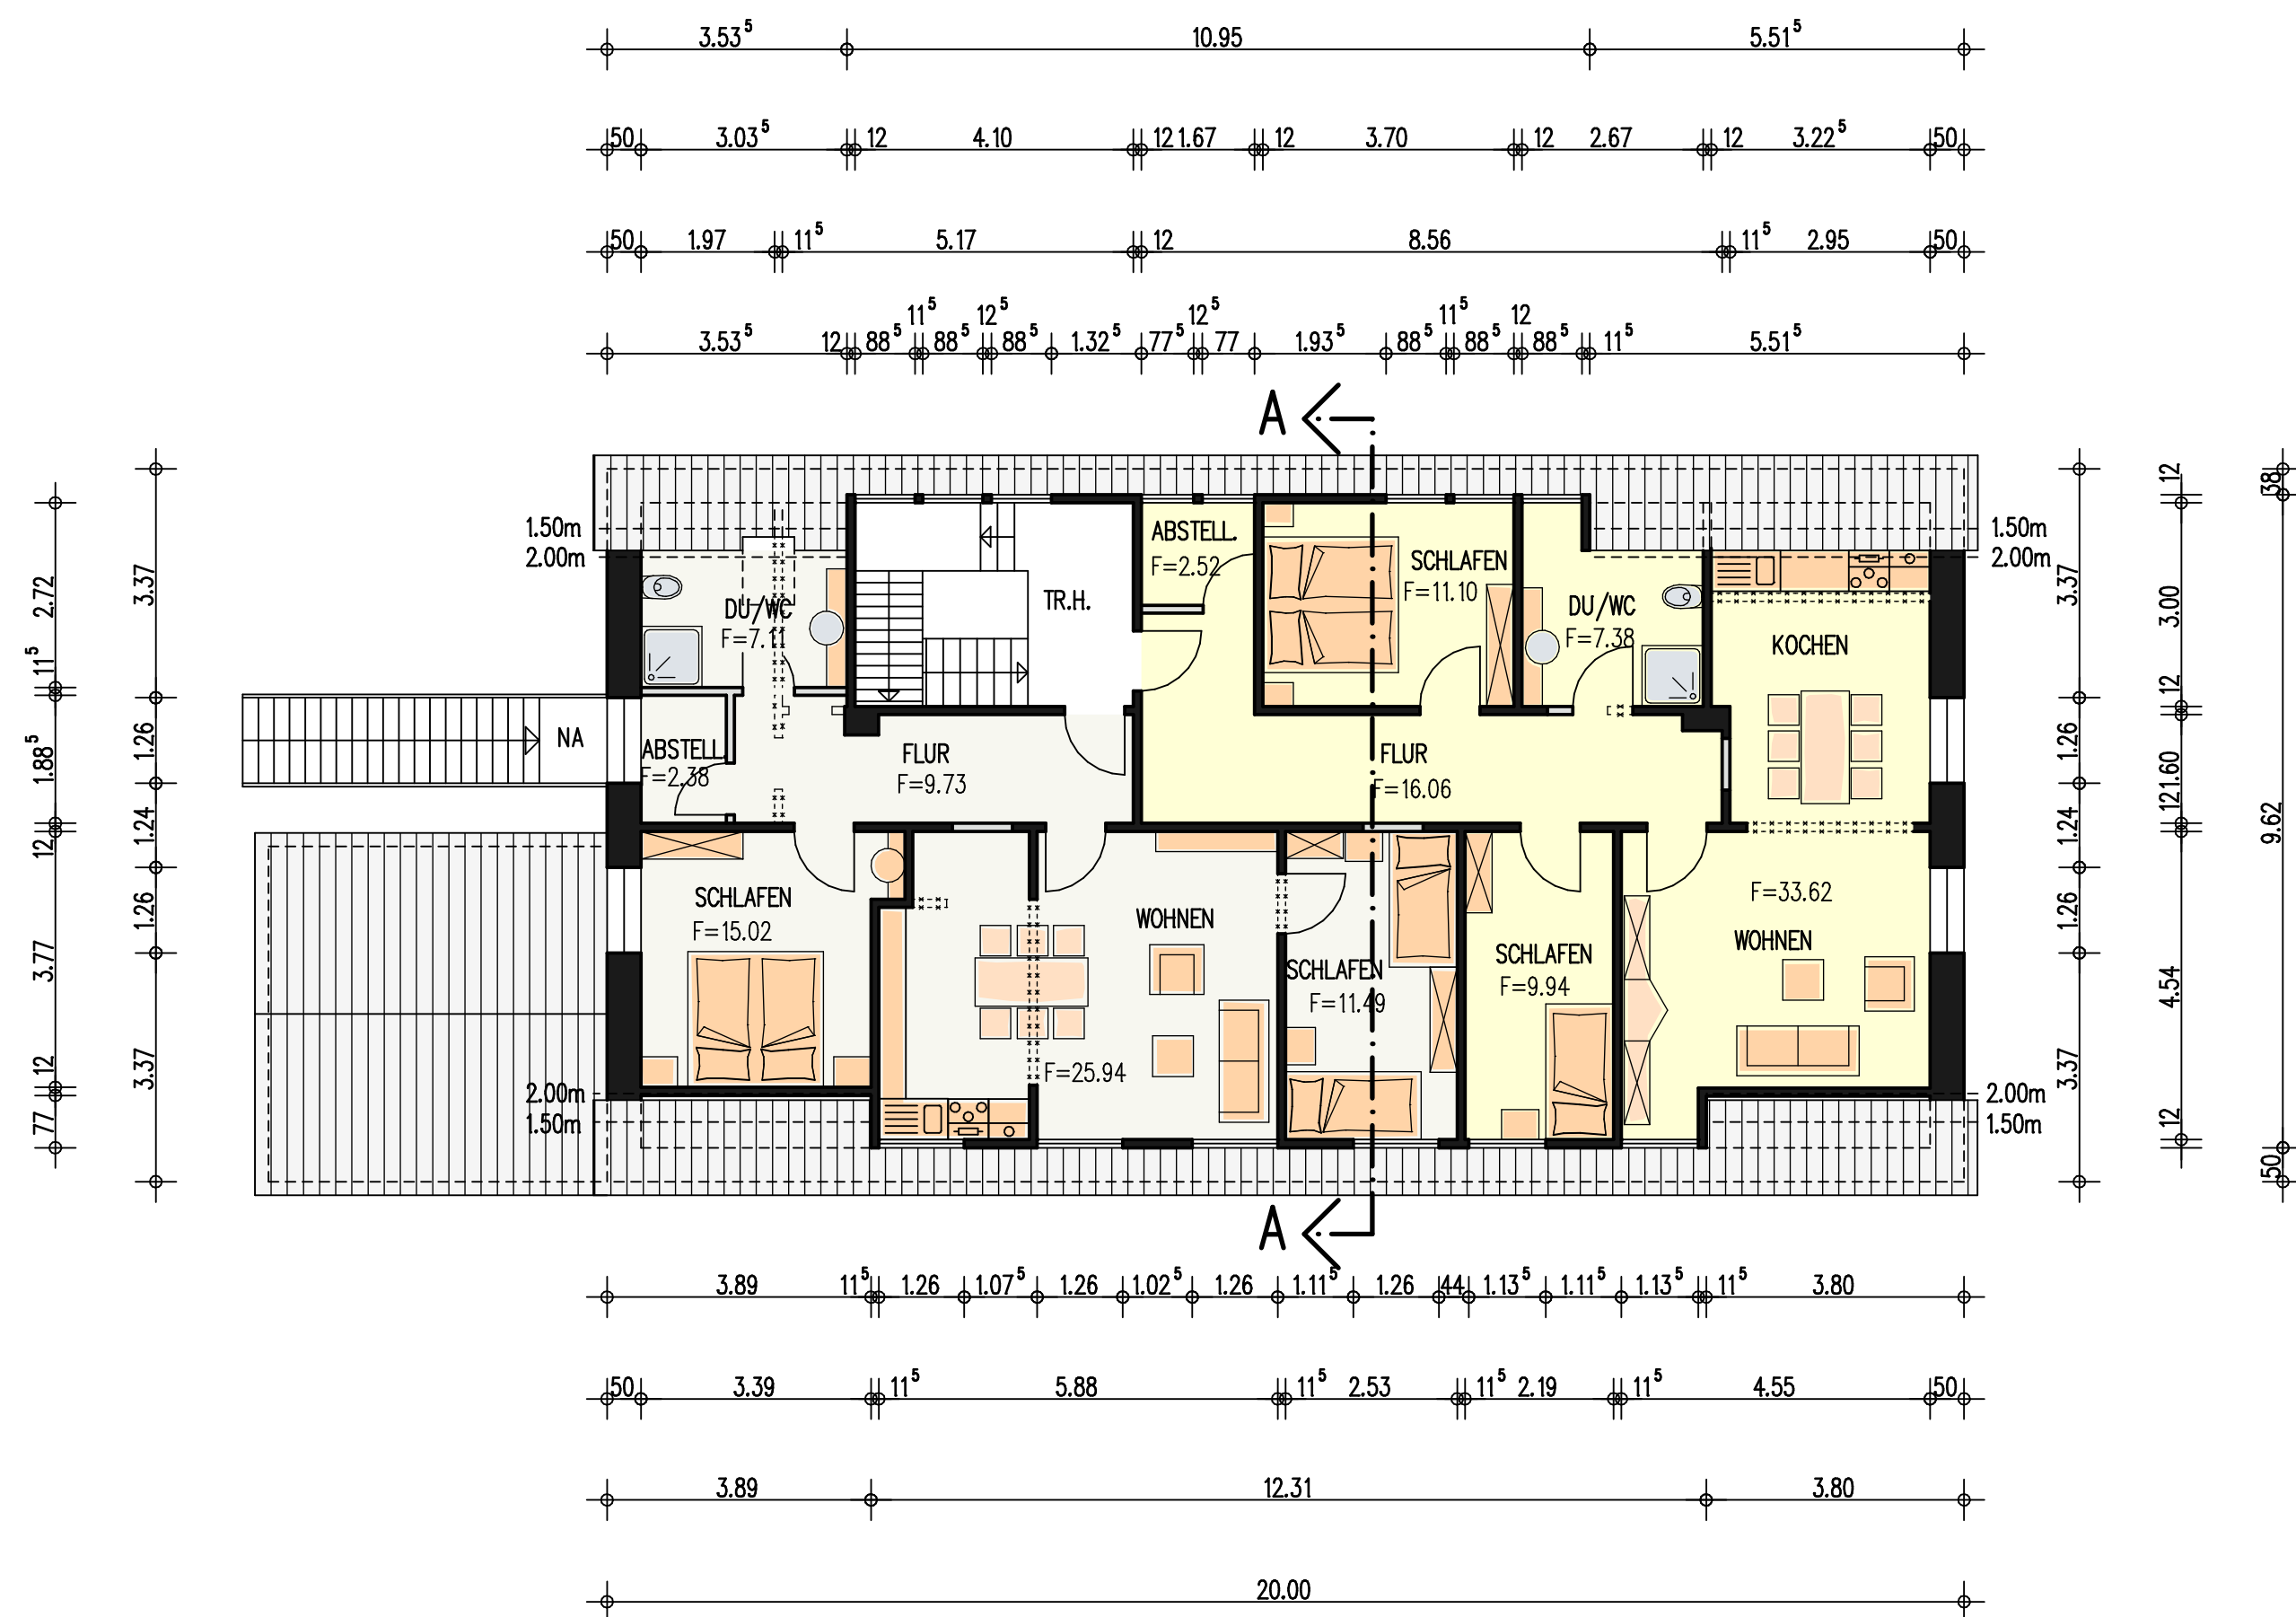 3.53⁵ 10.95 5.51⁵
50 3.03⁵ 12 4.10 12 1.67 12 3.70 12 2.67 12 3.22⁵ 50
50 1.97 11⁵ 5.17 12 8.56 11⁵ 2.95 50
11⁵ 12⁵ 12⁵ 11⁵ 12
3.53⁵ 12 88⁵ 88⁵ 88⁵ 1.32⁵ 77⁵ 77 1.93⁵ 88⁵ 88⁵ 88⁵ 11⁵ 5.51⁵
A
1.50m
2.00m
1.50m
2.00m
2.72
11⁵
1.88⁵
12
3.77
12
77
3.37
1.26
1.24
1.26
3.37
NA
DU/WC
F=7.1
ABSTELL.
F=2.38
TR.H.
FLUR
F=9.73
ABSTELL.
F=2.52
SCHLAFEN
F=11.10
DU/WC
F=7.38
KOCHEN
FLUR
F=16.06
SCHLAFEN
F=15.02
WOHNEN
F=25.94
SCHLAFEN
F=11.49
SCHLAFEN
F=9.94
F=33.62
WOHNEN
3.37
1.26
1.24
1.26
3.37
12
3.00
12
1.60
12
4.54
12
38
9.62
50
2.00m
1.50m
2.00m
1.50m
A
3.89 11⁵ 1.26 1.07⁵ 1.26 1.02⁵ 1.26 1.11⁵ 1.26 44 1.13⁵ 1.11⁵ 1.13⁵ 11⁵ 3.80
50 3.39 11⁵ 5.88 11⁵ 2.53 11⁵ 2.19 11⁵ 4.55 50
3.89 12.31 3.80
20.00